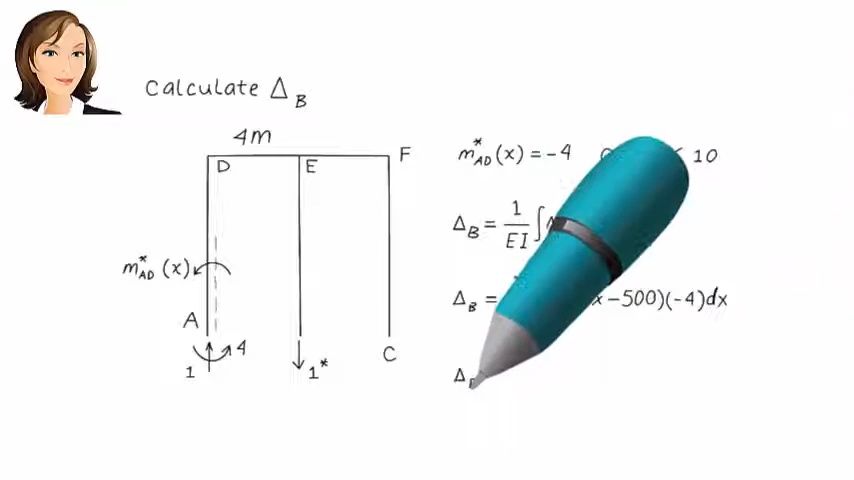 Calculate Δ_B
4m
D E F
m*_AD (x)
A
1 4 1* C
m*_AD (x) = -4 10
Δ_B = 1/EI ∫
Δ_B = x -500)(-4)dx
Δ